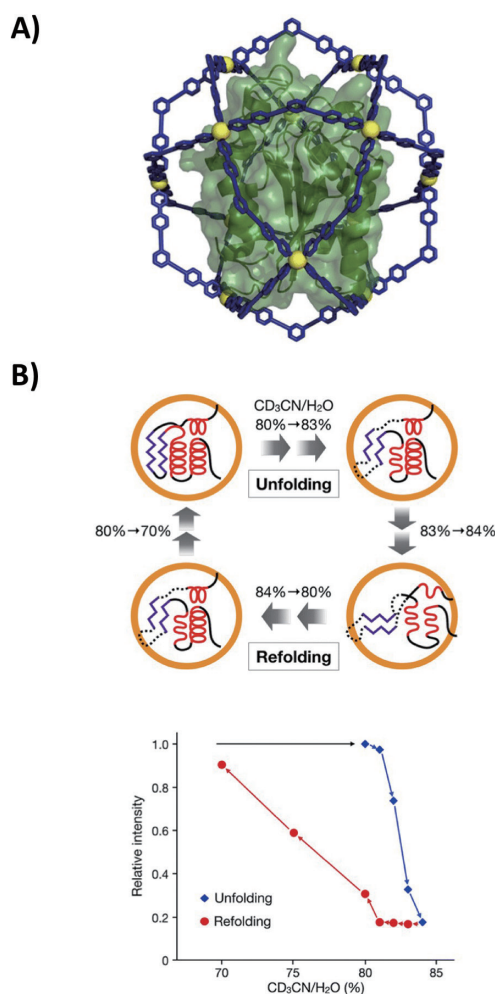 A)
B)
CD₃CN/H₂O
80%→83%
Unfolding
80%→70%
83%→84%
84%→80%
Refolding
Relative intensity
1.0
0.8
0.6
0.4
0.2
Unfolding
Refolding
70
75
80
85
CD₃CN/H₂O (%)